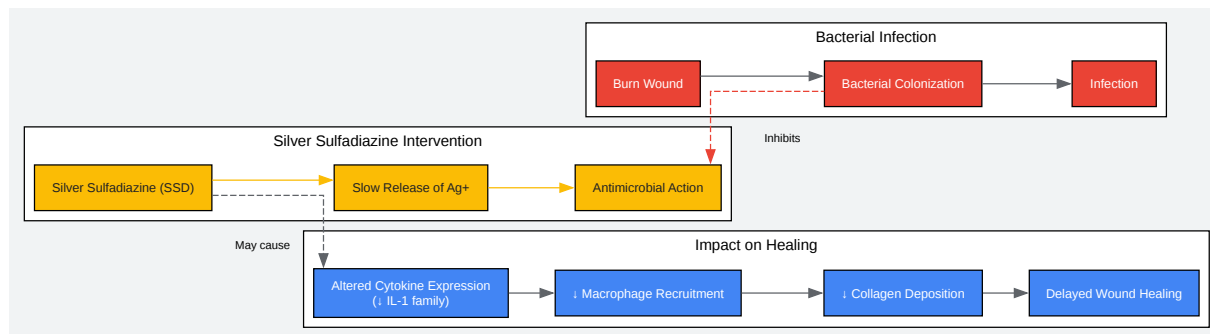 Bacterial Infection
Burn Wound
Bacterial Colonization
Infection
Inhibits
Silver Sulfadiazine Intervention
Silver Sulfadiazine (SSD)
Slow Release of Ag+
Antimicrobial Action
May cause
Impact on Healing
Altered Cytokine Expression
(↓ IL-1 family)
↓ Macrophage Recruitment
↓ Collagen Deposition
Delayed Wound Healing